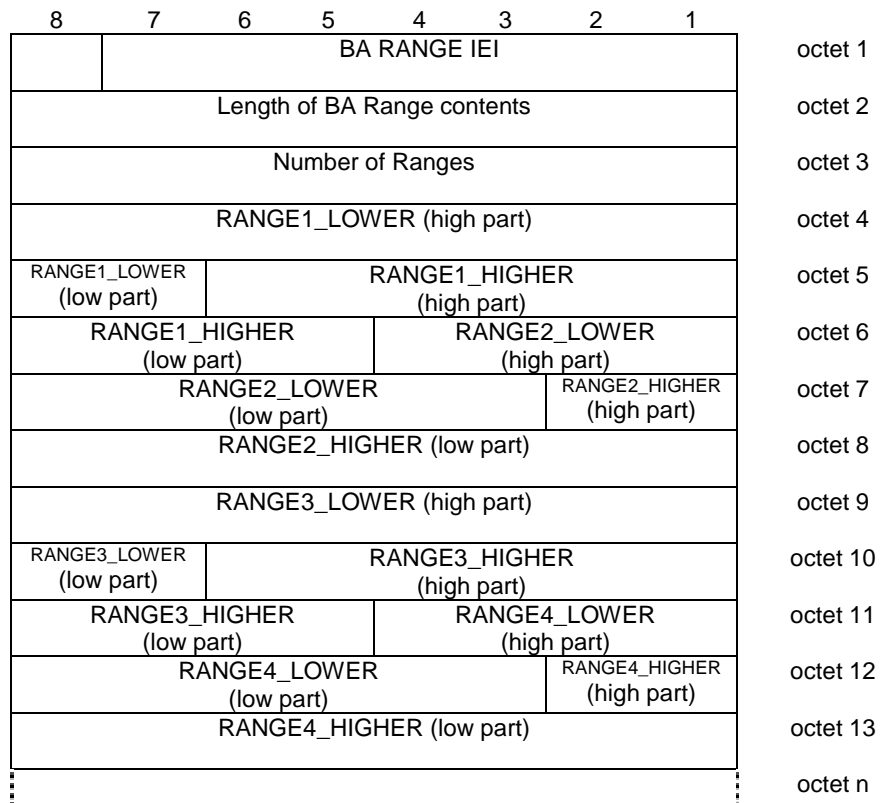 8 7 6 5 4 3 2 1
BA RANGE IEI octet 1
Length of BA Range contents octet 2
Number of Ranges octet 3
RANGE1_LOWER (high part) octet 4
RANGE1_LOWER (low part) RANGE1_HIGHER (high part) octet 5
RANGE1_HIGHER (low part) RANGE2_LOWER (high part) octet 6
RANGE2_LOWER (low part) RANGE2_HIGHER (high part) octet 7
RANGE2_HIGHER (low part) octet 8
RANGE3_LOWER (high part) octet 9
RANGE3_LOWER (low part) RANGE3_HIGHER (high part) octet 10
RANGE3_HIGHER (low part) RANGE4_LOWER (high part) octet 11
RANGE4_LOWER (low part) RANGE4_HIGHER (high part) octet 12
RANGE4_HIGHER (low part) octet 13
octet n